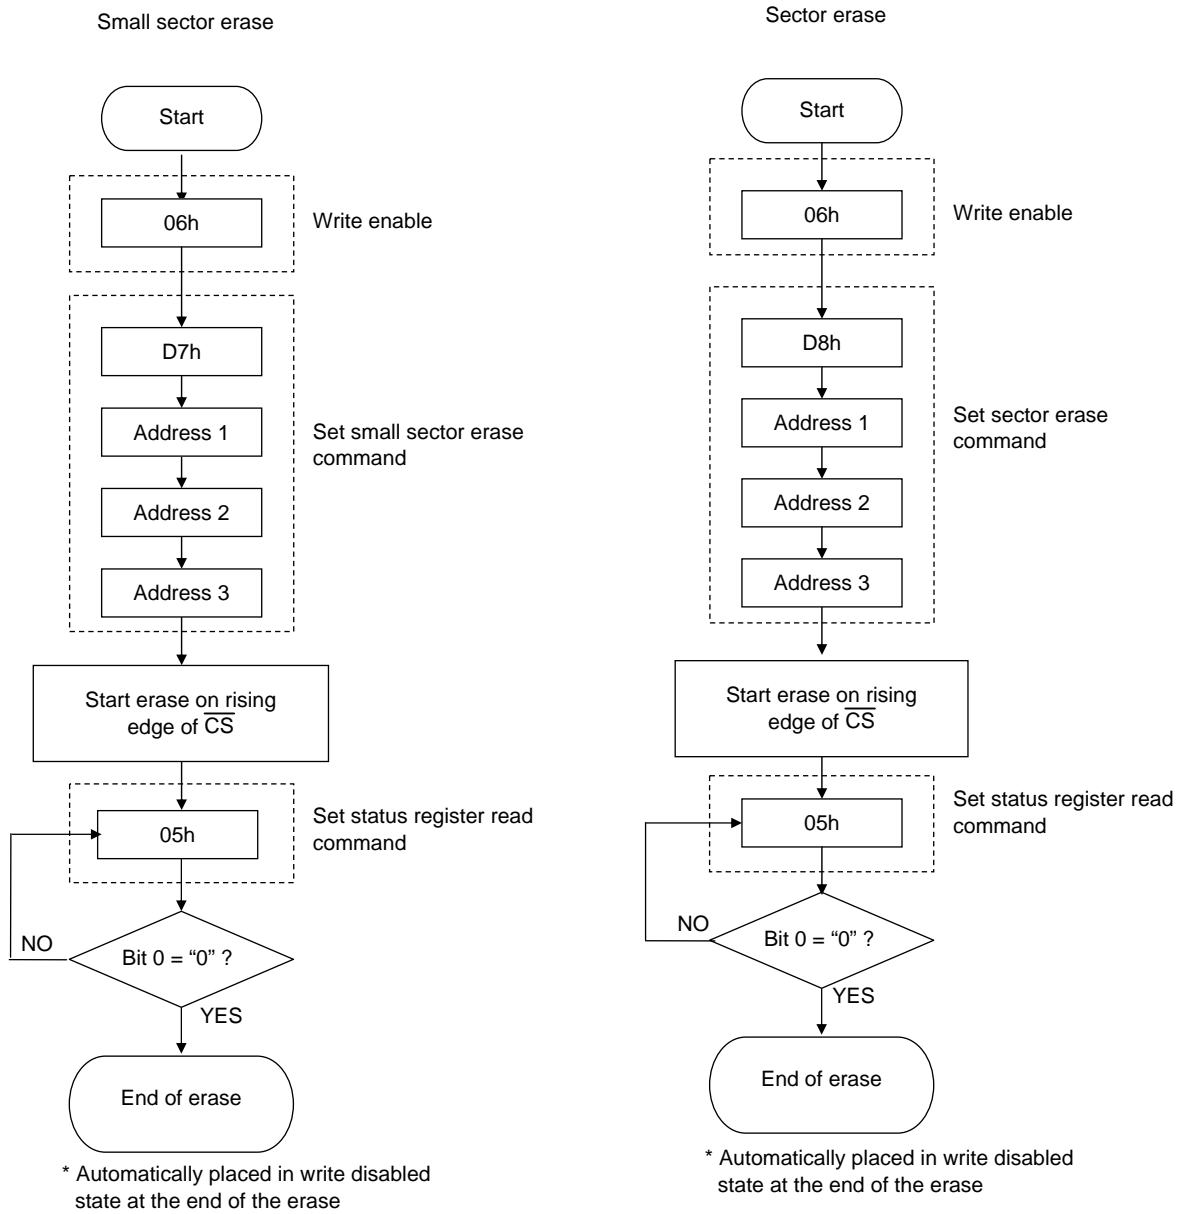 Small sector erase
Start
06h
Write enable
D7h
Address 1
Set small sector erase
command
Address 2
Address 3
Start erase on rising
edge of C̅S̅
05h
Set status register read
command
NO
Bit 0 = “0” ?
YES
End of erase
* Automatically placed in write disabled
state at the end of the erase
Sector erase
Start
06h
Write enable
D8h
Address 1
Set sector erase
command
Address 2
Address 3
Start erase on rising
edge of C̅S̅
05h
Set status register read
command
NO
Bit 0 = “0” ?
YES
End of erase
* Automatically placed in write disabled
state at the end of the erase